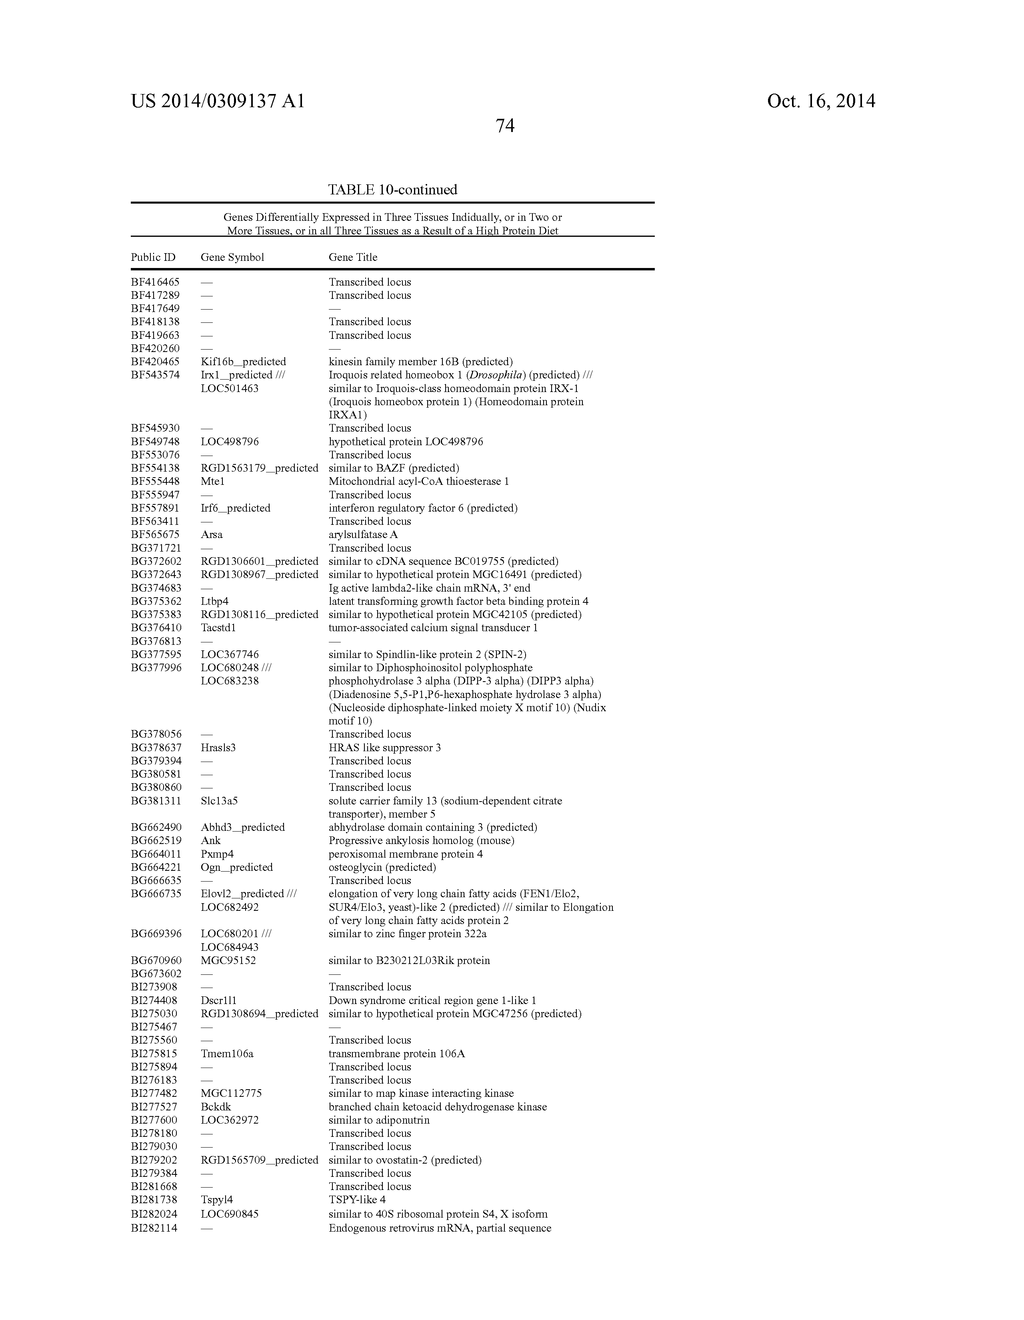 US 2014/0309137 A1 Oct. 16, 2014
74
TABLE 10-continued
Genes Differentially Expressed in Three Tissues Indidually, or in Two or
More Tissues, or in all Three Tissues as a Result of a High Protein Diet
Public ID Gene Symbol Gene Title
BF416465 — Transcribed locus
BF417289 — Transcribed locus
BF417649 — —
BF418138 — Transcribed locus
BF419663 — Transcribed locus
BF420260 — —
BF420465 Kif16b_predicted kinesin family member 16B (predicted)
BF543574 Irx1_predicted /// Iroquois related homeobox 1 (Drosophila) (predicted) ///
LOC501463 similar to Iroquois-class homeodomain protein IRX-1
(Iroquois homeobox protein 1) (Homeodomain protein
IRXA1)
BF545930 — Transcribed locus
BF549748 LOC498796 hypothetical protein LOC498796
BF553076 — Transcribed locus
BF554138 RGD1563179_predicted similar to BAZF (predicted)
BF555448 Mte1 Mitochondrial acyl-CoA thioesterase 1
BF555947 — Transcribed locus
BF557891 Irf6_predicted interferon regulatory factor 6 (predicted)
BF563411 — Transcribed locus
BF565675 Arsa arylsulfatase A
BG371721 — Transcribed locus
BG372602 RGD1306601_predicted similar to cDNA sequence BC019755 (predicted)
BG372643 RGD1308967_predicted similar to hypothetical protein MGC16491 (predicted)
BG374683 — Ig active lambda2-like chain mRNA, 3' end
BG375362 Ltbp4 latent transforming growth factor beta binding protein 4
BG375383 RGD1308116_predicted similar to hypothetical protein MGC42105 (predicted)
BG376410 Tacstd1 tumor-associated calcium signal transducer 1
BG376813 — —
BG377595 LOC367746 similar to Spindlin-like protein 2 (SPIN-2)
BG377996 LOC680248 /// similar to Diphosphoinositol polyphosphate
LOC683238 phosphohydrolase 3 alpha (DIPP-3 alpha) (DIPP3 alpha)
(Diadenosine 5,5-P1,P6-hexaphosphate hydrolase 3 alpha)
(Nucleoside diphosphate-linked moiety X motif 10) (Nudix
motif 10)
BG378056 — Transcribed locus
BG378637 Hrasls3 HRAS like suppressor 3
BG379394 — Transcribed locus
BG380581 — Transcribed locus
BG380860 — Transcribed locus
BG381311 Slc13a5 solute carrier family 13 (sodium-dependent citrate
transporter), member 5
BG662490 Abhd3_predicted abhydrolase domain containing 3 (predicted)
BG662519 Ank Progressive ankylosis homolog (mouse)
BG664011 Pxmp4 peroxisomal membrane protein 4
BG664221 Ogn_predicted osteoglycin (predicted)
BG666635 — Transcribed locus
BG666735 Elovl2_predicted /// elongation of very long chain fatty acids (FEN1/Elo2,
LOC682492 SUR4/Elo3, yeast)-like 2 (predicted) /// similar to Elongation
of very long chain fatty acids protein 2
BG669396 LOC680201 /// similar to zinc finger protein 322a
LOC684943
BG670960 MGC95152 similar to B230212L03Rik protein
BG673602 — —
BI273908 — Transcribed locus
BI274408 Dscr1l1 Down syndrome critical region gene 1-like 1
BI275030 RGD1308694_predicted similar to hypothetical protein MGC47256 (predicted)
BI275467 — —
BI275560 — Transcribed locus
BI275815 Tmem106a transmembrane protein 106A
BI275894 — Transcribed locus
BI276183 — Transcribed locus
BI277482 MGC112775 similar to map kinase interacting kinase
BI277527 Bckdk branched chain ketoacid dehydrogenase kinase
BI277600 LOC362972 similar to adiponutrin
BI278180 — Transcribed locus
BI279030 — Transcribed locus
BI279202 RGD1565709_predicted similar to ovostatin-2 (predicted)
BI279384 — Transcribed locus
BI281668 — Transcribed locus
BI281738 Tspyl4 TSPY-like 4
BI282024 LOC690845 similar to 40S ribosomal protein S4, X isoform
BI282114 — Endogenous retrovirus mRNA, partial sequence